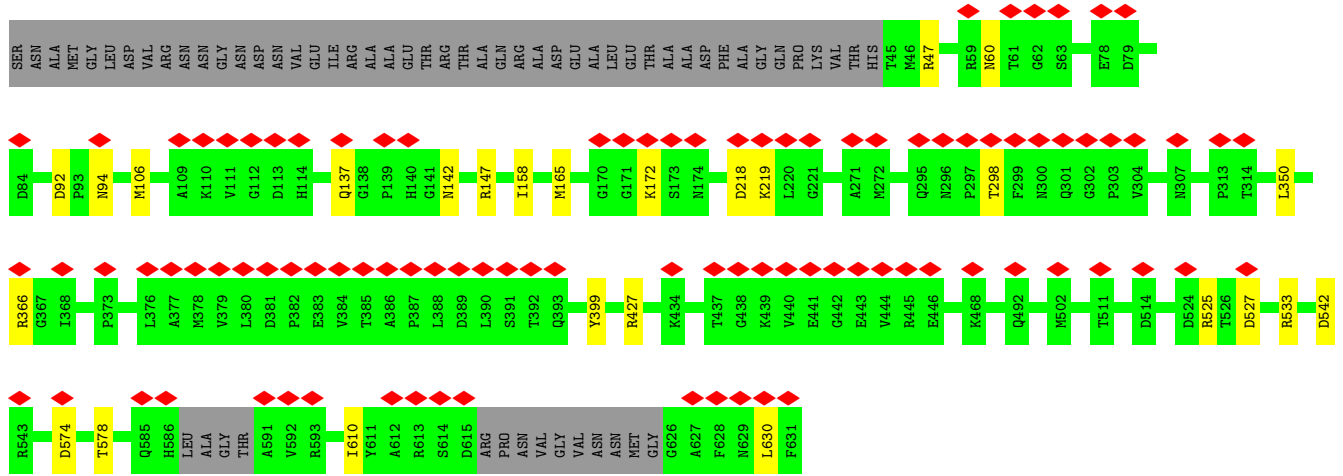 SER ASN ALA MET GLY LEU ASP VAL ARG ASN ASN GLY ASN ASP ASN VAL GLU ILE ARG ALA ALA GLU THR ARG THR ALA GLN ARG ALA ASP GLU ALA LEU GLU THR ALA ALA ASP PHE ALA GLY GLN PRO LYS VAL THR HIS T45 M46 R47 R59 N60 T61 G62 S63 E78 D79
D84 D92 P93 N94 M106 A109 K110 V111 G112 D113 H114 Q137 G138 P139 H140 G141 N142 R147 I158 M165 G170 G171 K172 S173 N174 D218 K219 L220 G221 A271 M272 Q295 N296 P297 T298 F299 N300 Q301 G302 P303 V304 N307 P313 T314 L350
R366 G367 I368 P373 L376 A377 M378 V379 L380 D381 P382 E383 V384 T385 A386 P387 L388 D389 L390 S391 T392 Q393 Y399 R427 K434 T437 G438 K439 V440 E441 G442 E443 V444 R445 E446 K468 Q492 M502 T511 D514 D524 R525 T526 D527 R533 D542
R543 D574 T578 Q585 H586 LEU ALA GLY THR A591 V592 R593 I610 Y611 A612 R613 S614 D615 ARG PRO ASN VAL GLY VAL ASN ASN MET GLY G626 A627 F628 N629 L630 F631